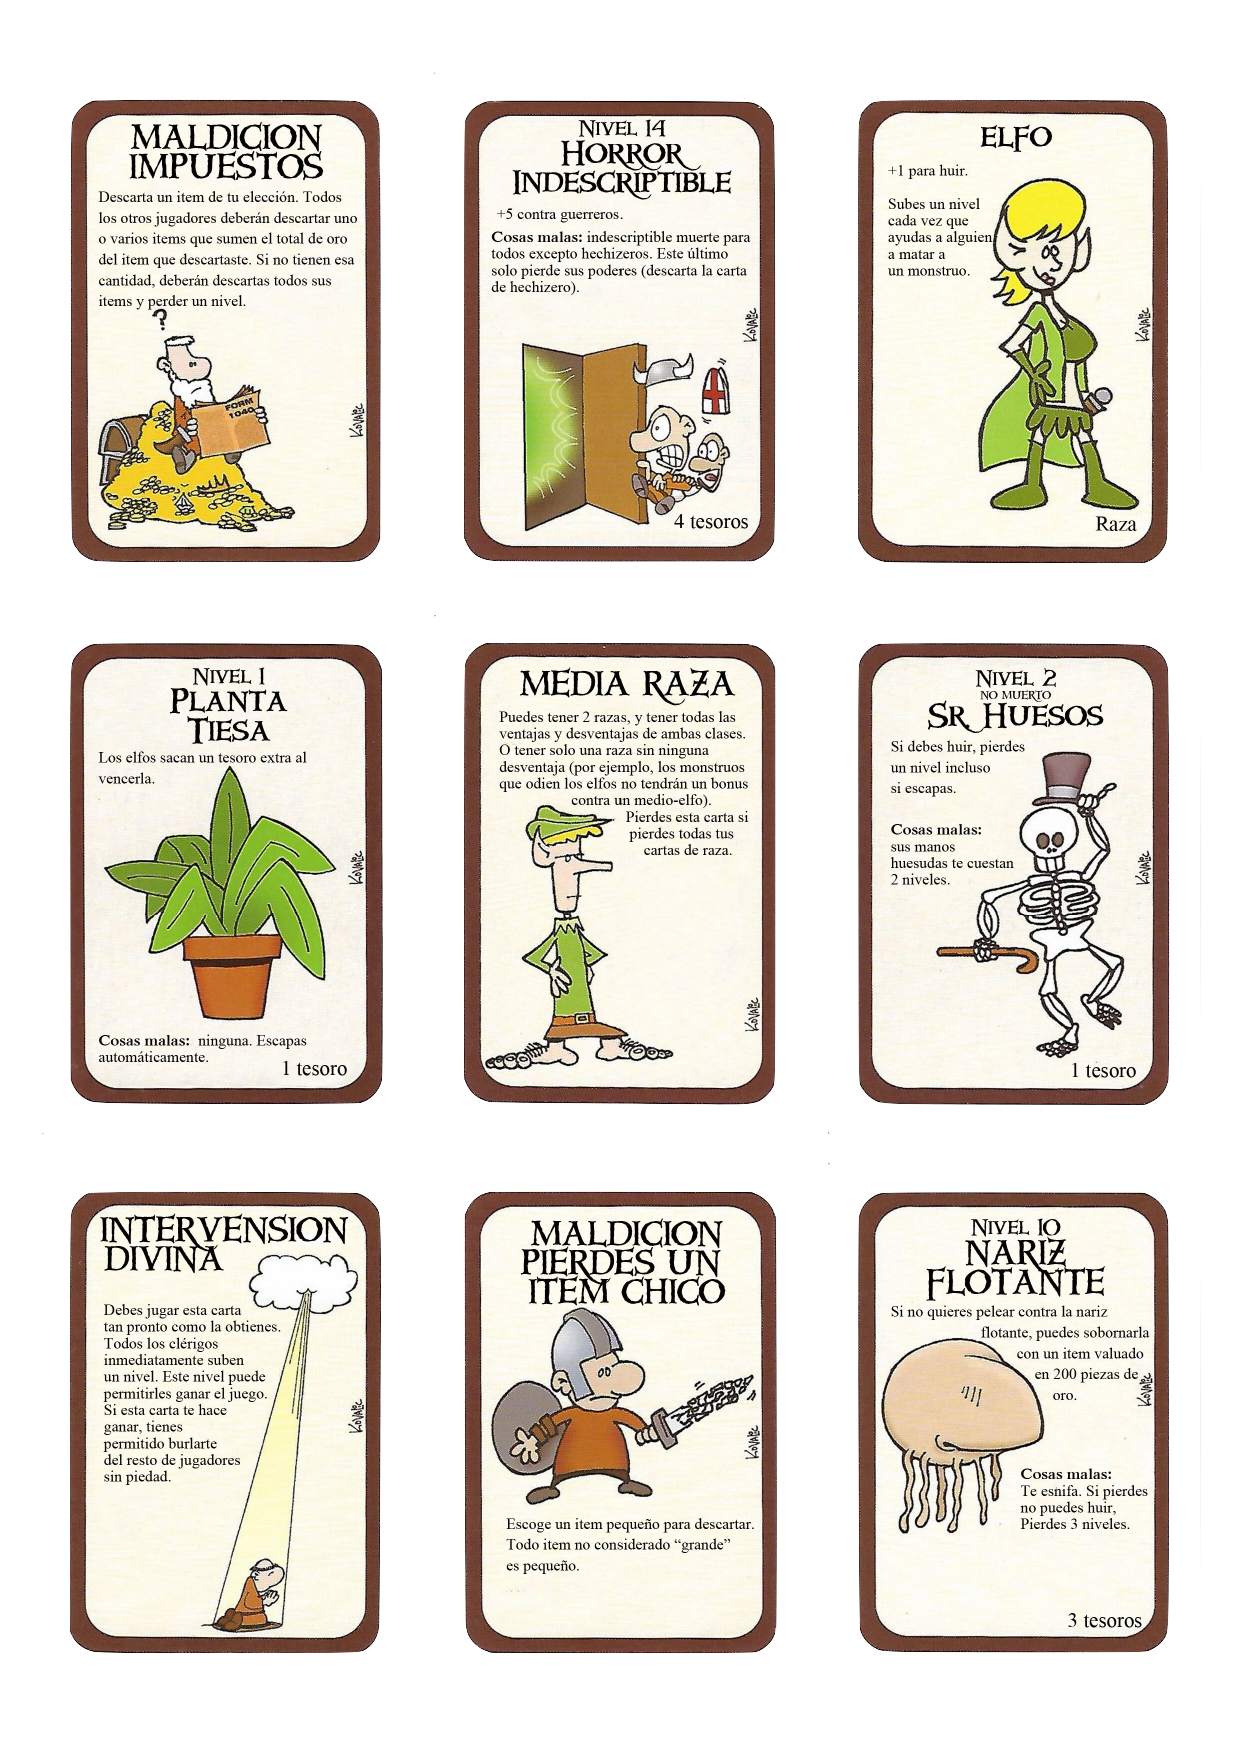 MALDICION
IMPUESTOS
Descarta un item de tu elección. Todos
los otros jugadores deberán descartar uno
o varios items que sumen el total de oro
del item que descartaste. Si no tienen esa
cantidad, deberán descartas todos sus
items y perder un nivel.
?
FORM
1040
KOVALIC
NIVEL 14
HORROR
INDESCRIPTIBLE
+5 contra guerreros.
Cosas malas: indescriptible muerte para
todos excepto hechizeros. Este último
solo pierde sus poderes (descarta la carta
de hechizero).
KOVALIC
4 tesoros
ELFO
+1 para huir.
Subes un nivel
cada vez que
ayudas a alguien
a matar a
un monstruo.
KOVALIC
Raza
NIVEL 1
PLANTA
TIESA
Los elfos sacan un tesoro extra al
vencerla.
KOVALIC
Cosas malas: ninguna. Escapas
automáticamente.
1 tesoro
MEDIA RAZA
Puedes tener 2 razas, y tener todas las
ventajas y desventajas de ambas clases.
O tener solo una raza sin ninguna
desventaja (por ejemplo, los monstruos
que odien los elfos no tendrán un bonus
contra un medio-elfo).
Pierdes esta carta si
pierdes todas tus
cartas de raza.
KOVALIC
NIVEL 2
NO MUERTO
SR HUESOS
Si debes huir, pierdes
un nivel incluso
si escapas.
Cosas malas:
sus manos
huesudas te cuestan
2 niveles.
KOVALIC
1 tesoro
INTERVENSION
DIVINA
Debes jugar esta carta
tan pronto como la obtienes.
Todos los clérigos
inmediatamente suben
un nivel. Este nivel puede
permitirles ganar el juego.
Si esta carta te hace
ganar, tienes
permitido burlarte
del resto de jugadores
sin piedad.
KOVALIC
MALDICION
PIERDES UN
ITEM CHICO
KOVALIC
Escoge un item pequeño para descartar.
Todo item no considerado “grande”
es pequeño.
NIVEL 10
NARIZ
FLOTANTE
Si no quieres pelear contra la nariz
flotante, puedes sobornarla
con un item valuado
en 200 piezas de
oro.
KOVALIC
Cosas malas:
Te esnifa. Si pierdes
no puedes huir,
Pierdes 3 niveles.
3 tesoros